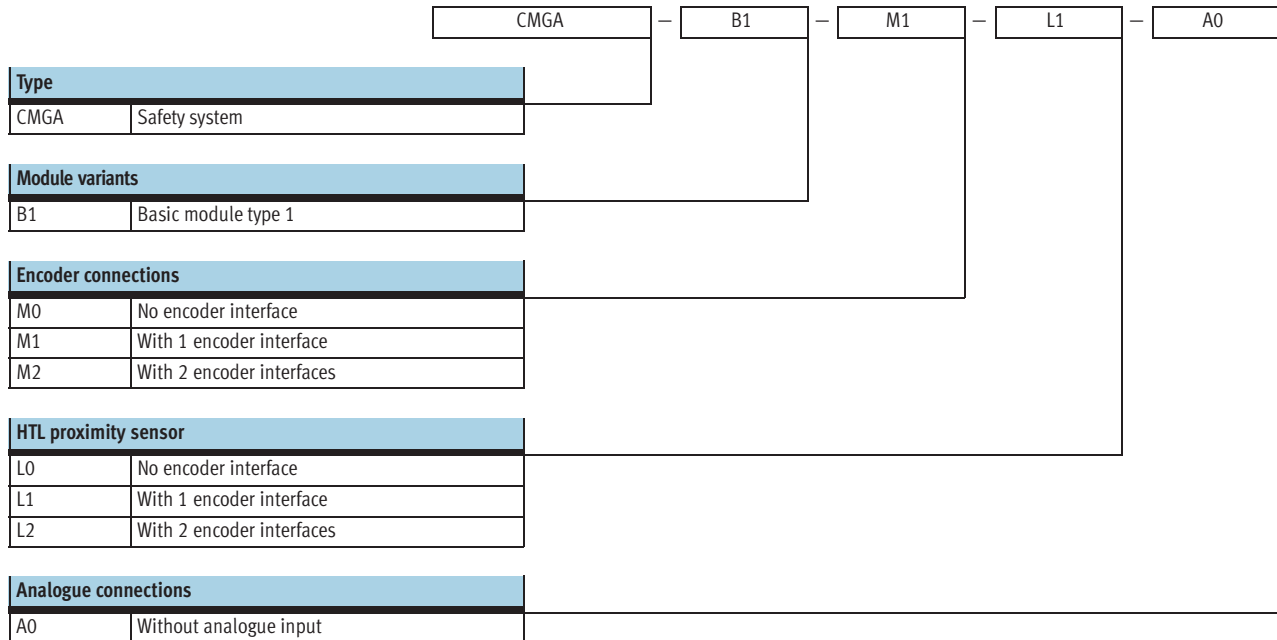 CMGA – B1 – M1 – L1 – A0
Type
CMGA Safety system
Module variants
B1 Basic module type 1
Encoder connections
M0 No encoder interface
M1 With 1 encoder interface
M2 With 2 encoder interfaces
HTL proximity sensor
L0 No encoder interface
L1 With 1 encoder interface
L2 With 2 encoder interfaces
Analogue connections
A0 Without analogue input